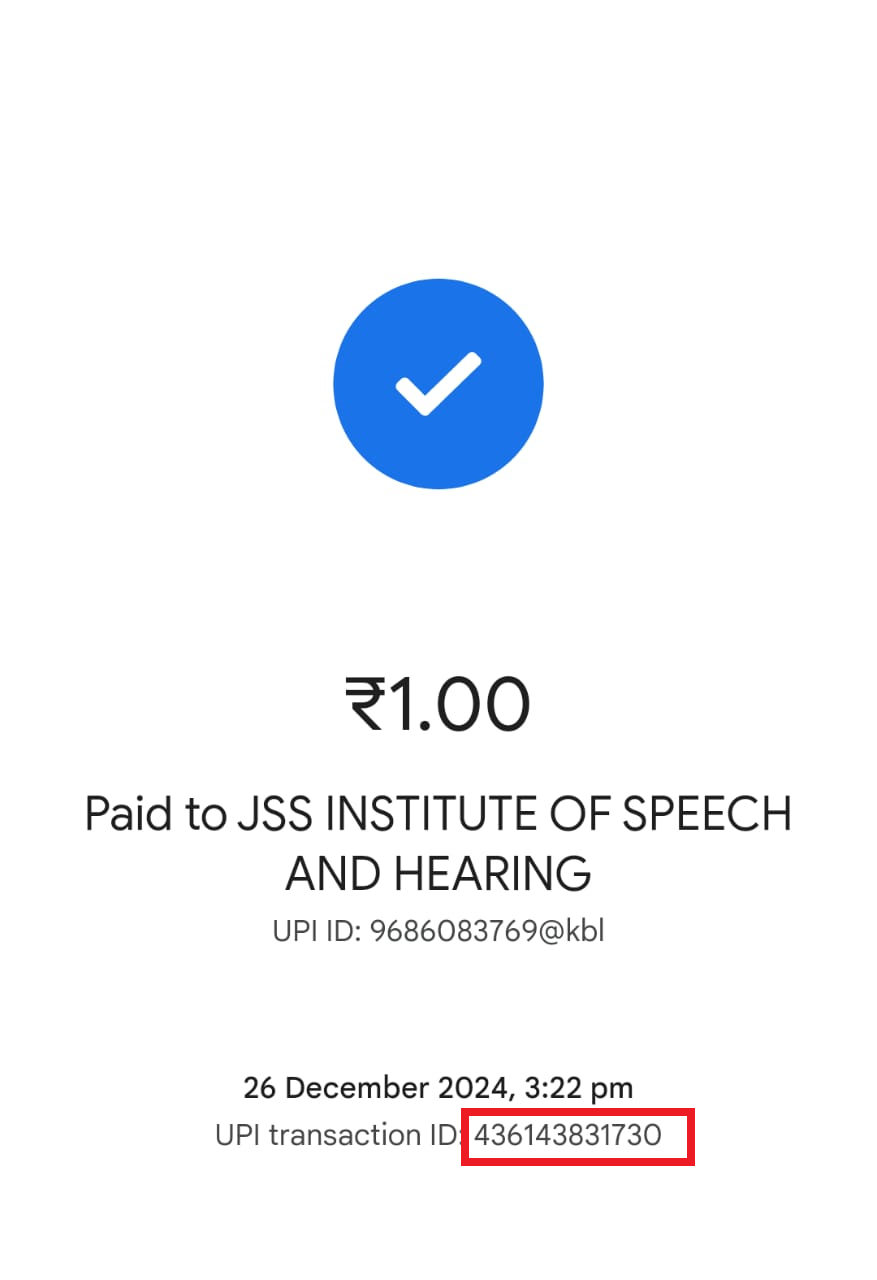 ₹1.00
Paid to JSS INSTITUTE OF SPEECH
AND HEARING
UPI ID: 9686083769@kbl
26 December 2024, 3:22 pm
UPI transaction ID: 436143831730